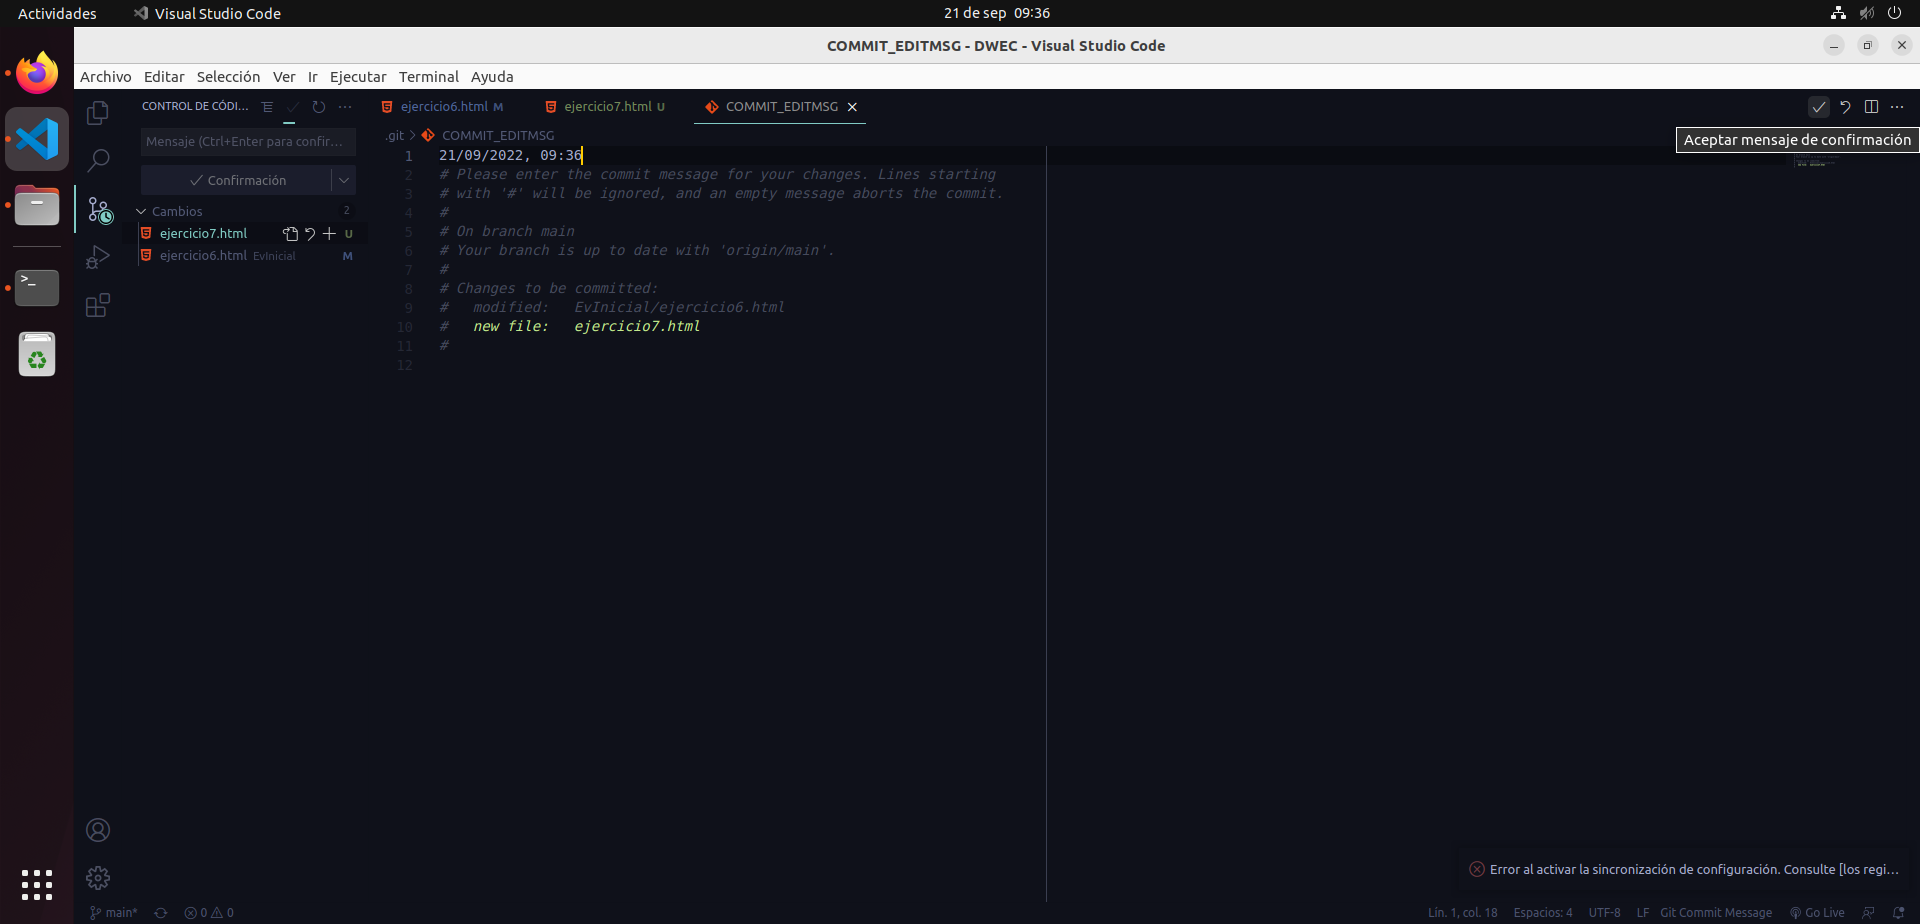 Actividades
Visual Studio Code
21 de sep 09:36
COMMIT_EDITMSG - DWEC - Visual Studio Code
Archivo Editar Selección Ver Ir Ejecutar Terminal Ayuda
CONTROL DE CÓDI...
ejercicio6.html M
ejercicio7.html U
COMMIT_EDITMSG
Mensaje (Ctrl+Enter para confir...
.git > COMMIT_EDITMSG
Aceptar mensaje de confirmación
Confirmación
Cambios 2
ejercicio7.html U
ejercicio6.html EvInicial M
1 21/09/2022, 09:36
2 # Please enter the commit message for your changes. Lines starting
3 # with '#' will be ignored, and an empty message aborts the commit.
4 #
5 # On branch main
6 # Your branch is up to date with 'origin/main'.
7 #
8 # Changes to be committed:
9 # modified: EvInicial/ejercicio6.html
10 # new file: ejercicio7.html
11 #
12
Error al activar la sincronización de configuración. Consulte [los regi...
main* 0 0
Lín. 1, col. 18 Espacios: 4 UTF-8 LF Git Commit Message Go Live